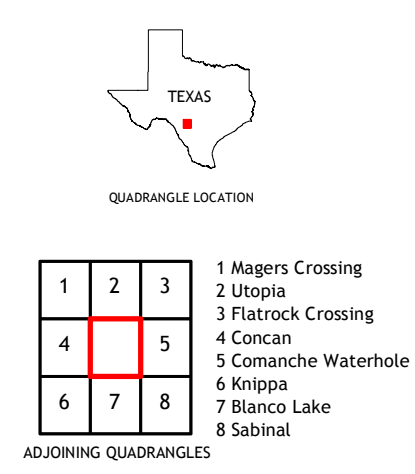 TEXAS
QUADRANGLE LOCATION
1 2 3
4 5
6 7 8
1 Magers Crossing
2 Utopia
3 Flatrock Crossing
4 Concan
5 Comanche Waterhole
6 Knippa
7 Blanco Lake
8 Sabinal
ADJOINING QUADRANGLES